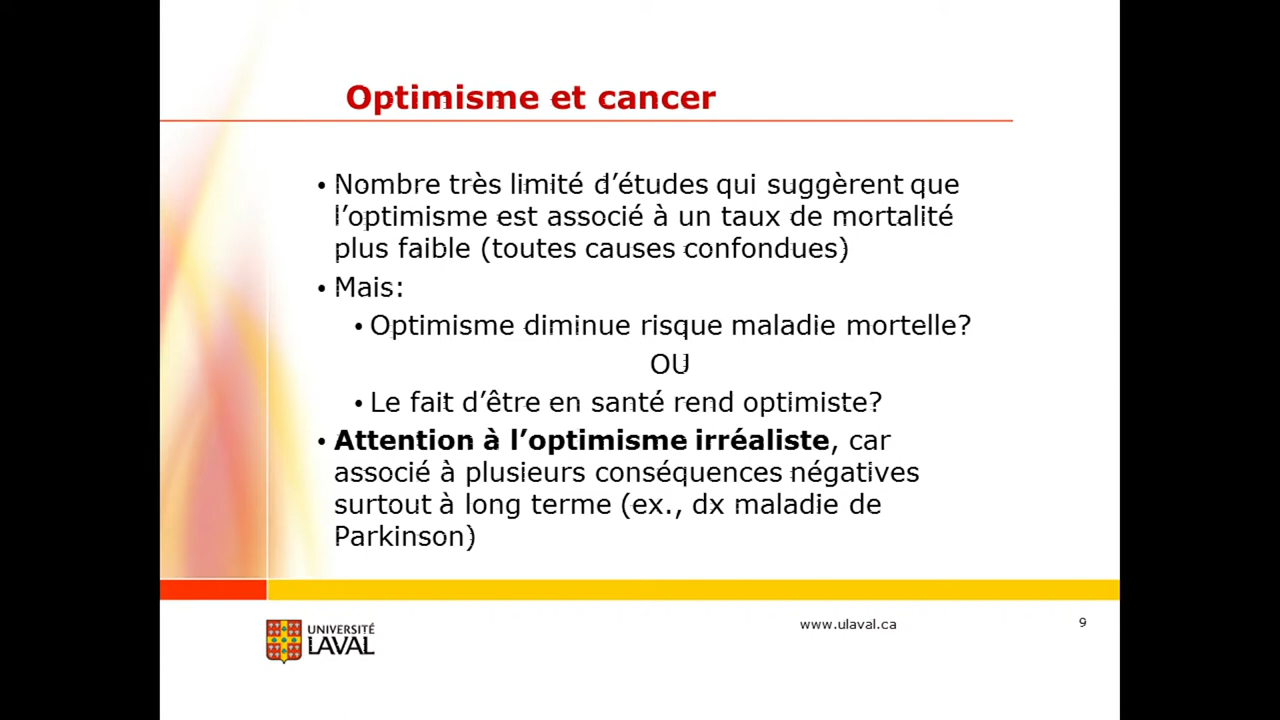 Optimisme et cancer
• Nombre très limité d’études qui suggèrent que
l’optimisme est associé à un taux de mortalité
plus faible (toutes causes confondues)
• Mais:
• Optimisme diminue risque maladie mortelle?
OU
• Le fait d’être en santé rend optimiste?
• Attention à l’optimisme irréaliste, car
associé à plusieurs conséquences négatives
surtout à long terme (ex., dx maladie de
Parkinson)
UNIVERSITÉ
LAVAL
www.ulaval.ca
9